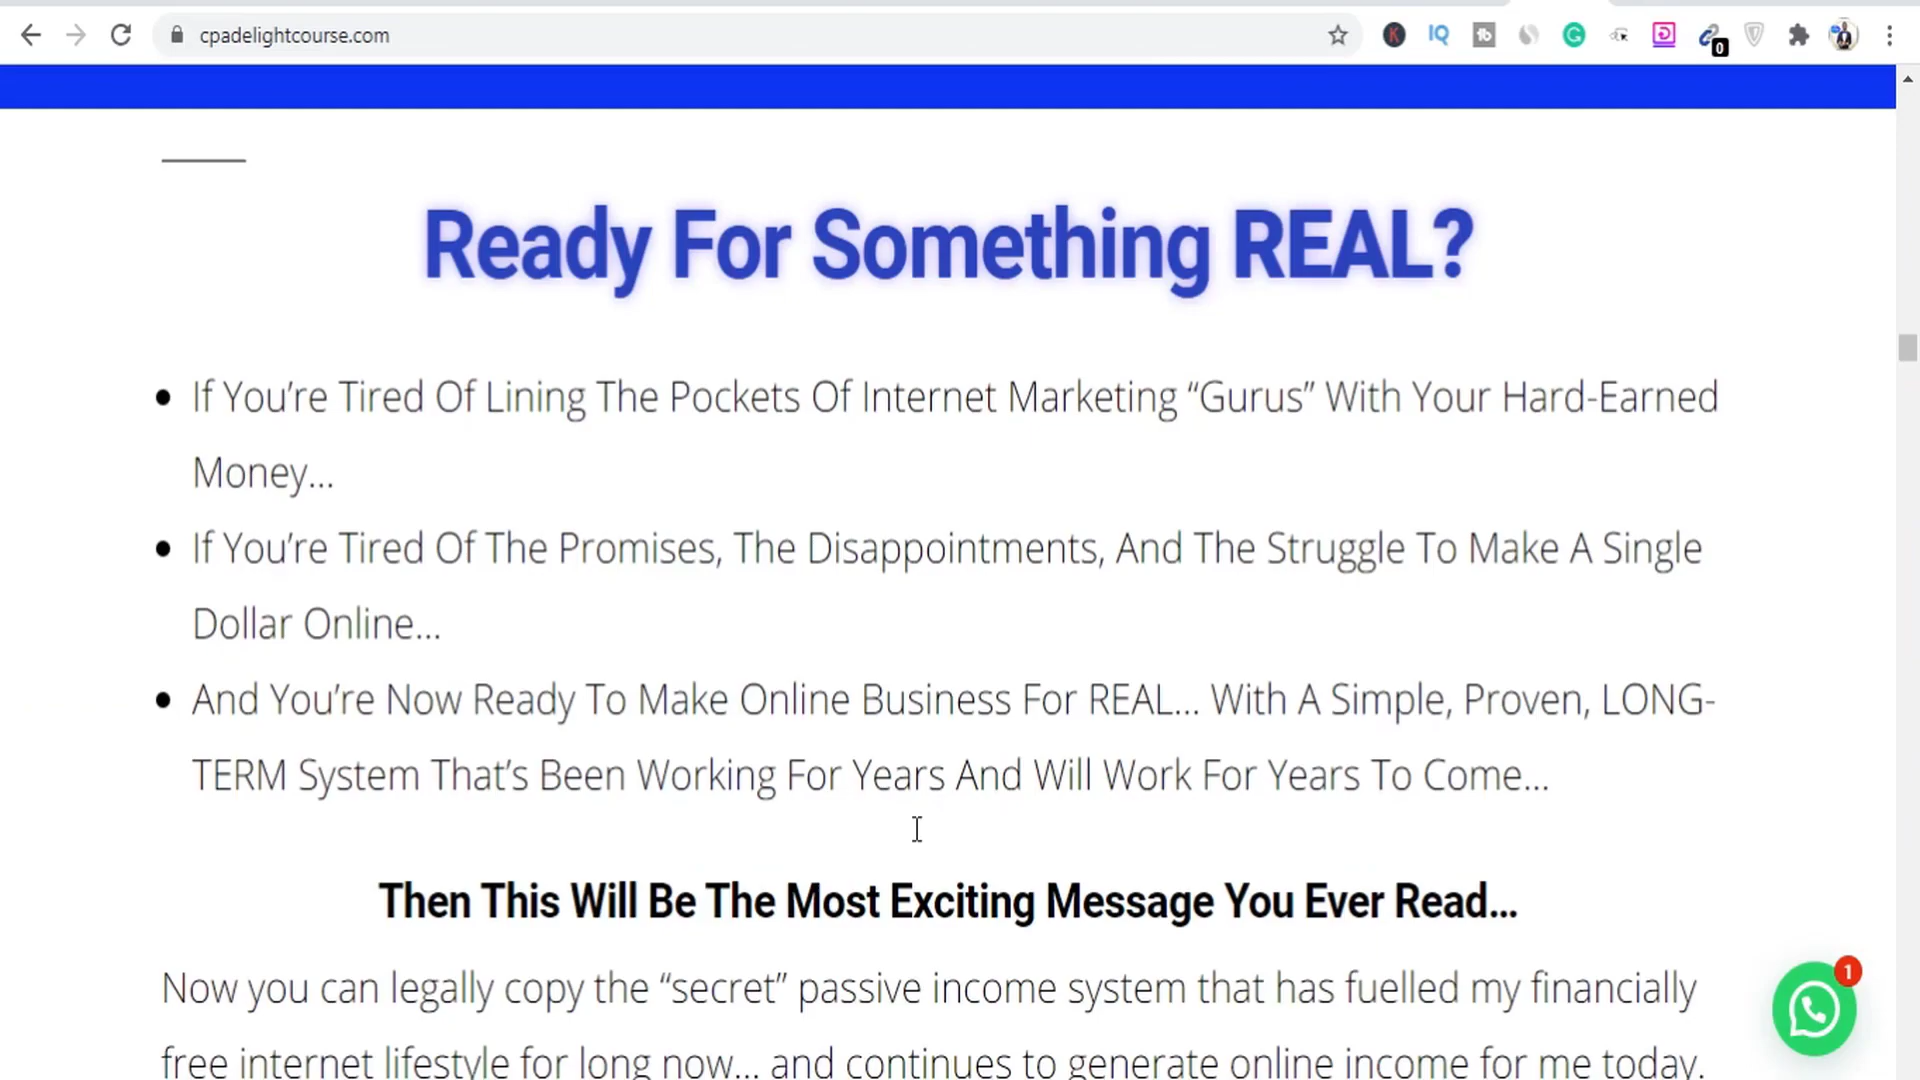 cpadelightcourse.com
IQ
0
Ready For Something REAL?
If You’re Tired Of Lining The Pockets Of Internet Marketing “Gurus” With Your Hard-Earned
Money...
If You’re Tired Of The Promises, The Disappointments, And The Struggle To Make A Single
Dollar Online...
And You’re Now Ready To Make Online Business For REAL... With A Simple, Proven, LONG-
TERM System That’s Been Working For Years And Will Work For Years To Come...
Then This Will Be The Most Exciting Message You Ever Read...
Now you can legally copy the “secret” passive income system that has fuelled my financially
1
free internet lifestyle for long now... and continues to generate online income for me today.